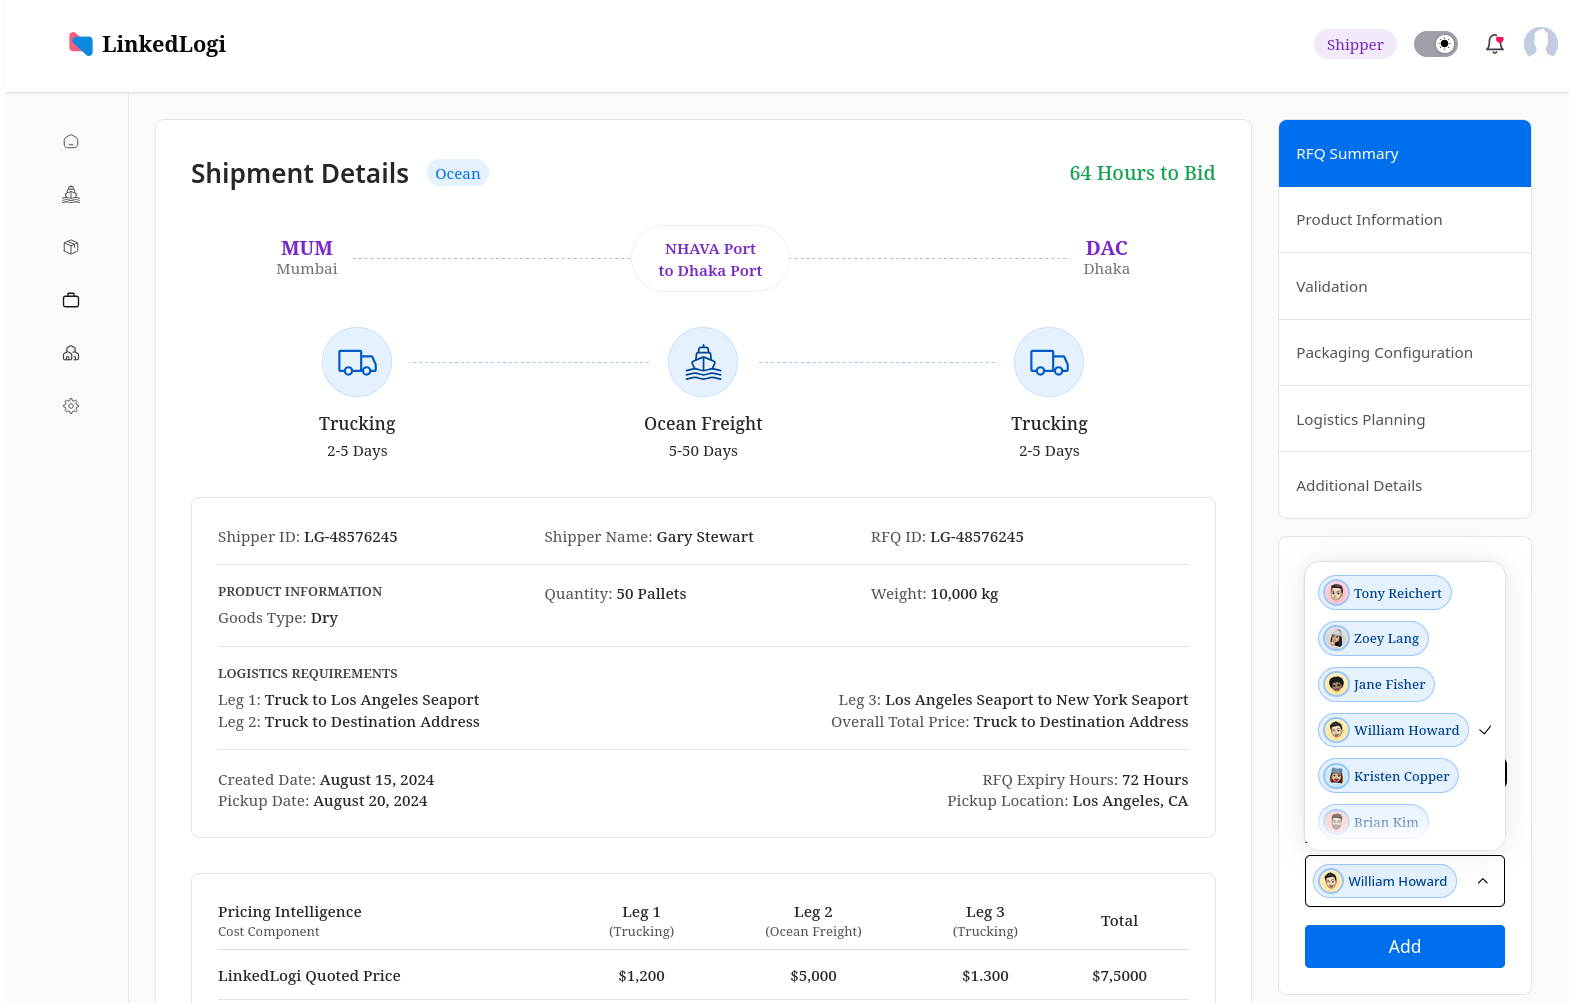 LinkedLogi
Shipper
Shipment Details
Ocean
64 Hours to Bid
MUM
Mumbai
NHAVA Port
to Dhaka Port
DAC
Dhaka
Trucking
2-5 Days
Ocean Freight
5-50 Days
Trucking
2-5 Days
Shipper ID: LG-48576245
Shipper Name: Gary Stewart
RFQ ID: LG-48576245
PRODUCT INFORMATION
Goods Type: Dry
Quantity: 50 Pallets
Weight: 10,000 kg
LOGISTICS REQUIREMENTS
Leg 1: Truck to Los Angeles Seaport
Leg 2: Truck to Destination Address
Leg 3: Los Angeles Seaport to New York Seaport
Overall Total Price: Truck to Destination Address
Created Date: August 15, 2024
Pickup Date: August 20, 2024
RFQ Expiry Hours: 72 Hours
Pickup Location: Los Angeles, CA
Pricing Intelligence
Cost Component
Leg 1
(Trucking)
Leg 2
(Ocean Freight)
Leg 3
(Trucking)
Total
LinkedLogi Quoted Price
$1,200
$5,000
$1.300
$7,5000
RFQ Summary
Product Information
Validation
Packaging Configuration
Logistics Planning
Additional Details
Tony Reichert
Zoey Lang
Jane Fisher
William Howard
Kristen Copper
Brian Kim
William Howard
Add